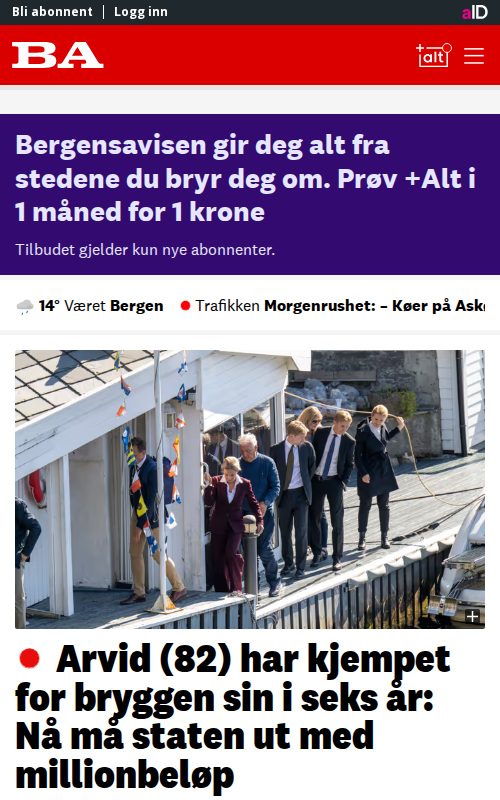 Bli abonnent | Logg inn
aID
BA
+alt
Bergensavisen gir deg alt fra
stedene du bryr deg om. Prøv +Alt i
1 måned for 1 krone
Tilbudet gjelder kun nye abonnenter.
14° Været Bergen Trafikken Morgenrushet: – Køer på Ask
Arvid (82) har kjempet
for bryggen sin i seks år:
Nå må staten ut med
millionbeløp